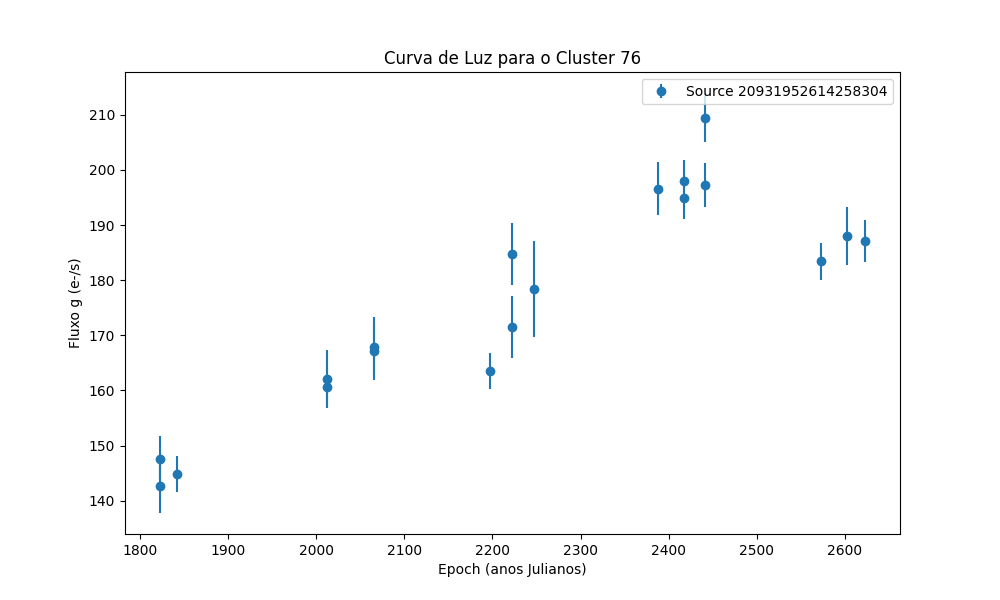 Curva de Luz para o Cluster 76
Source 20931952614258304
Fluxo g (e-/s)
210
200
190
180
170
160
150
140
1800 1900 2000 2100 2200 2300 2400 2500 2600
Epoch (anos Julianos)